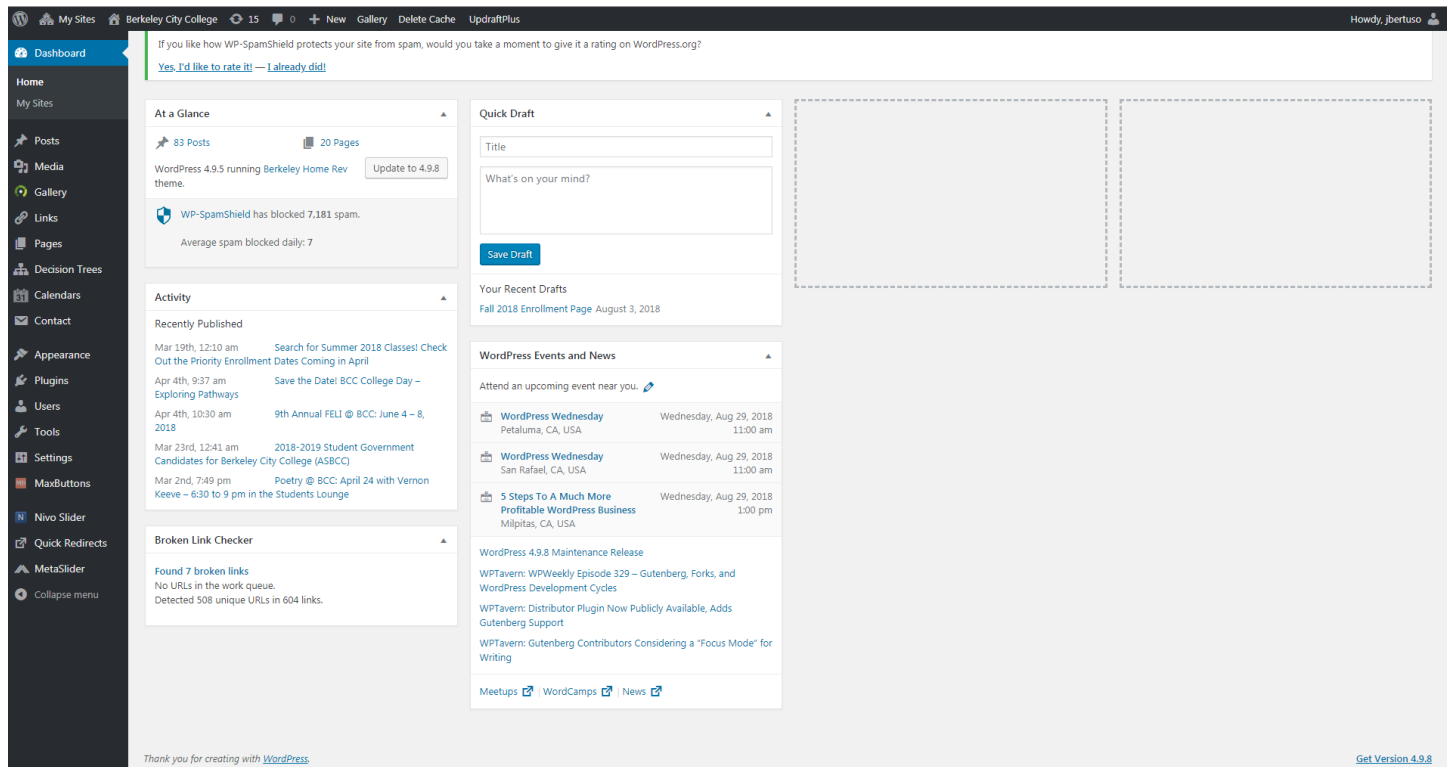 My Sites Berkeley City College 15 0 + New Gallery Delete Cache UpdraftPlus Howdy, jbertuso
Dashboard
Home
My Sites
Posts
Media
Gallery
Links
Pages
Decision Trees
31 Calendars
Contact
Appearance
Plugins
Users
Tools
Settings
MaxButtons
N Nivo Slider
Quick Redirects
MetaSlider
Collapse menu
If you like how WP-SpamShield protects your site from spam, would you take a moment to give it a rating on WordPress.org?
Yes, I'd like to rate it! — I already did!
At a Glance
83 Posts 20 Pages
WordPress 4.9.5 running Berkeley Home Rev Update to 4.9.8
theme.
WP-SpamShield has blocked 7,181 spam.
Average spam blocked daily: 7
Activity
Recently Published
Mar 19th, 12:10 am Search for Summer 2018 Classes! Check
Out the Priority Enrollment Dates Coming in April
Apr 4th, 9:37 am Save the Date! BCC College Day –
Exploring Pathways
Apr 4th, 10:30 am 9th Annual FELI @ BCC: June 4 – 8,
2018
Mar 23rd, 12:41 am 2018-2019 Student Government
Candidates for Berkeley City College (ASBCC)
Mar 2nd, 7:49 pm Poetry @ BCC: April 24 with Vernon
Keeve – 6:30 to 9 pm in the Students Lounge
Broken Link Checker
Found 7 broken links
No URLs in the work queue.
Detected 508 unique URLs in 604 links.
Quick Draft
Title
What's on your mind?
Save Draft
Your Recent Drafts
Fall 2018 Enrollment Page August 3, 2018
WordPress Events and News
Attend an upcoming event near you.
WordPress Wednesday Wednesday, Aug 29, 2018
Petaluma, CA, USA 11:00 am
WordPress Wednesday Wednesday, Aug 29, 2018
San Rafael, CA, USA 11:00 am
5 Steps To A Much More Wednesday, Aug 29, 2018
Profitable WordPress Business 1:00 pm
Milpitas, CA, USA
WordPress 4.9.8 Maintenance Release
WPTavern: WPWeekly Episode 329 – Gutenberg, Forks, and
WordPress Development Cycles
WPTavern: Distributor Plugin Now Publicly Available, Adds
Gutenberg Support
WPTavern: Gutenberg Contributors Considering a “Focus Mode” for
Writing
Meetups | WordCamps | News
Thank you for creating with WordPress. Get Version 4.9.8